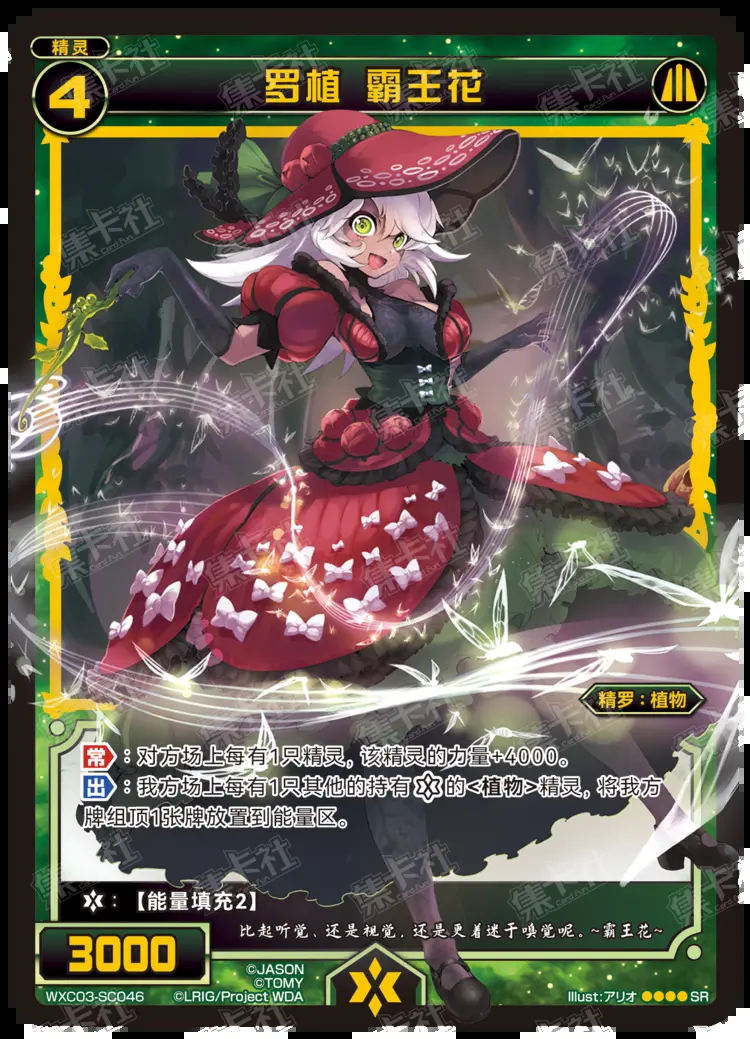 精灵
4
罗植 霸王花
精罗：植物
常：对方场上每有1只精灵，该精灵的力量+4000。
出：我方场上每有1只其他的持有的<植物>精灵，将我方
牌组顶1张牌放置到能量区。
：【能量填充2】
比起听觉、还是视觉，还是更着迷于嗅觉呢。~霸王花~
3000
©JASON
©TOMY
WXC03-SC046 ©LRIG/Project WDA
Illust:アリオ SR
集卡社
Card Fun